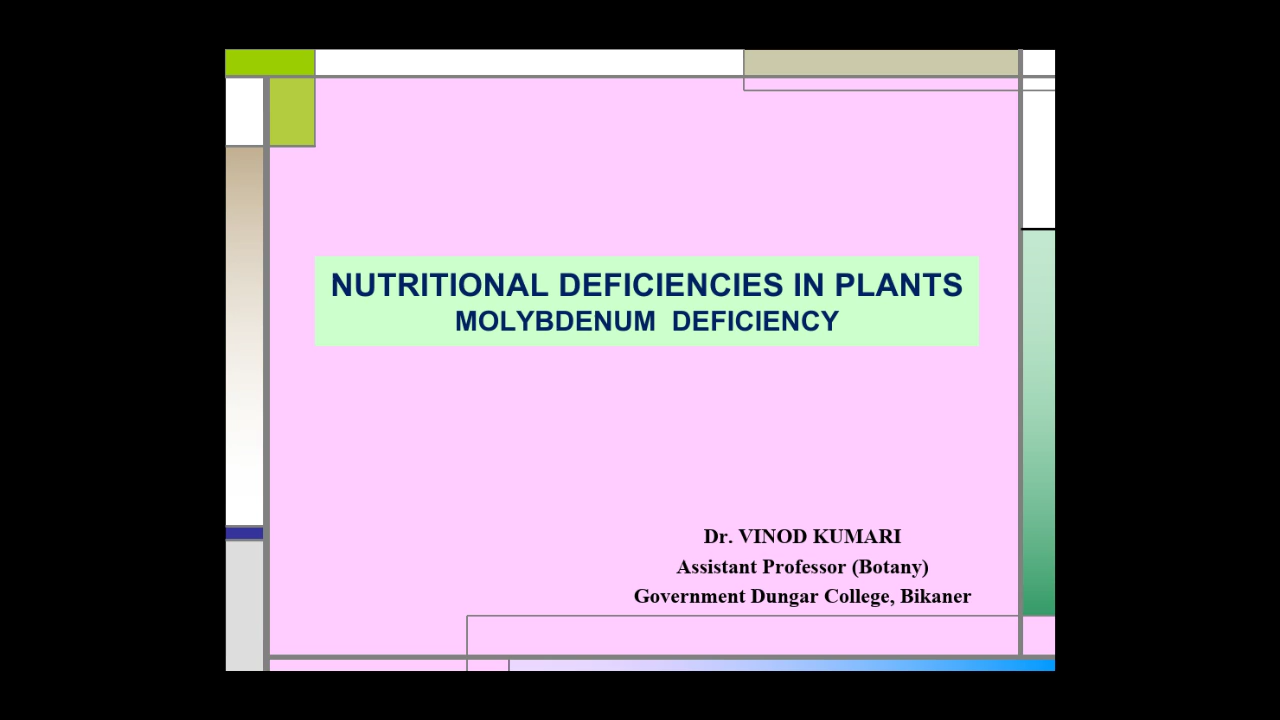 NUTRITIONAL DEFICIENCIES IN PLANTS
MOLYBDENUM DEFICIENCY
Dr. VINOD KUMARI
Assistant Professor (Botany)
Government Dungar College, Bikaner